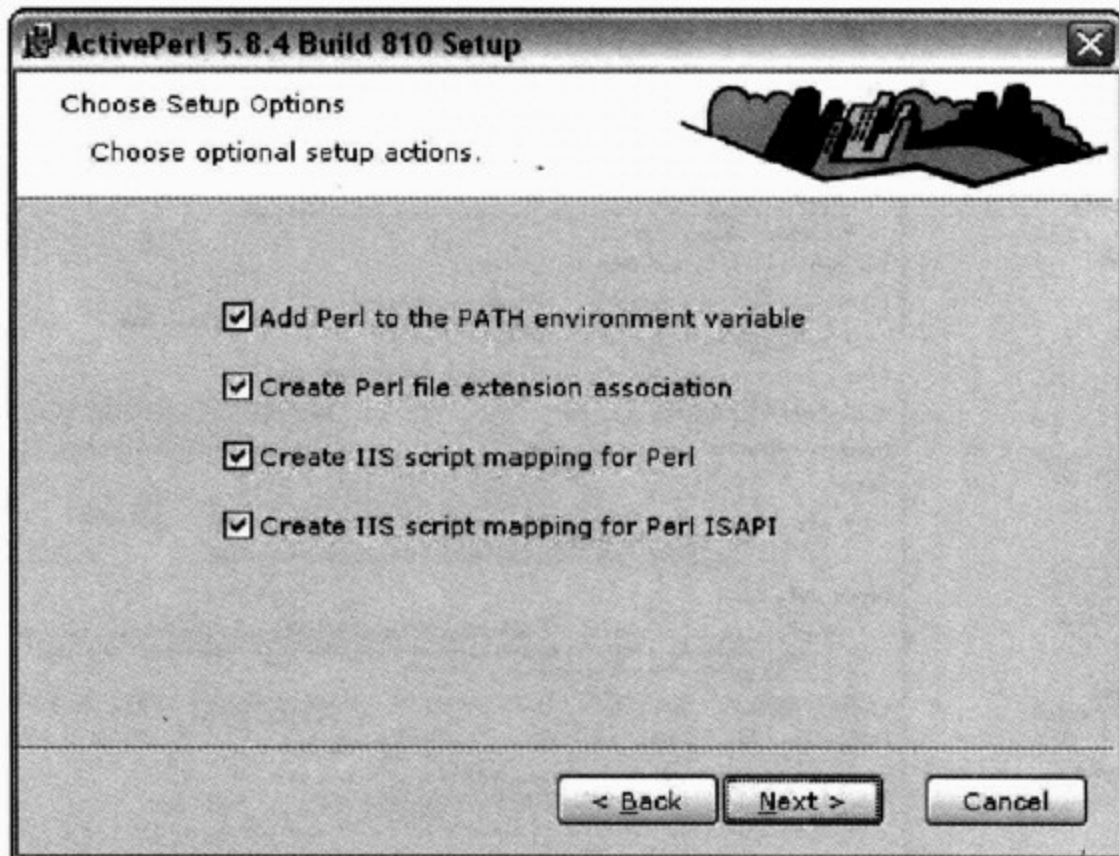 ActivePerl 5.8.4 Build 810 Setup
Choose Setup Options
Choose optional setup actions.
Add Perl to the PATH environment variable
Create Perl file extension association
Create IIS script mapping for Perl
Create IIS script mapping for Perl ISAPI
< Back
Next >
Cancel